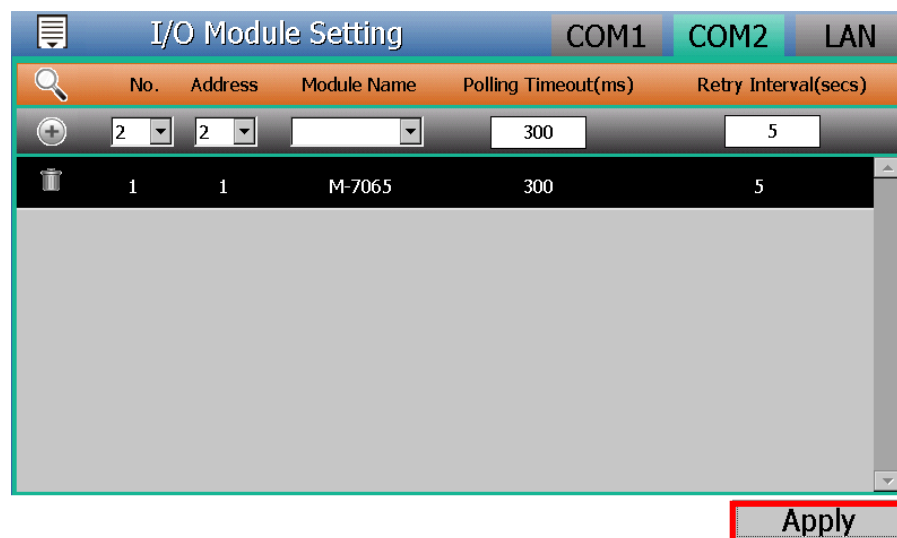 I/O Module Setting COM1 COM2 LAN
No. Address Module Name Polling Timeout(ms) Retry Interval(secs)
2 2 300 5
1 1 M-7065 300 5
Apply